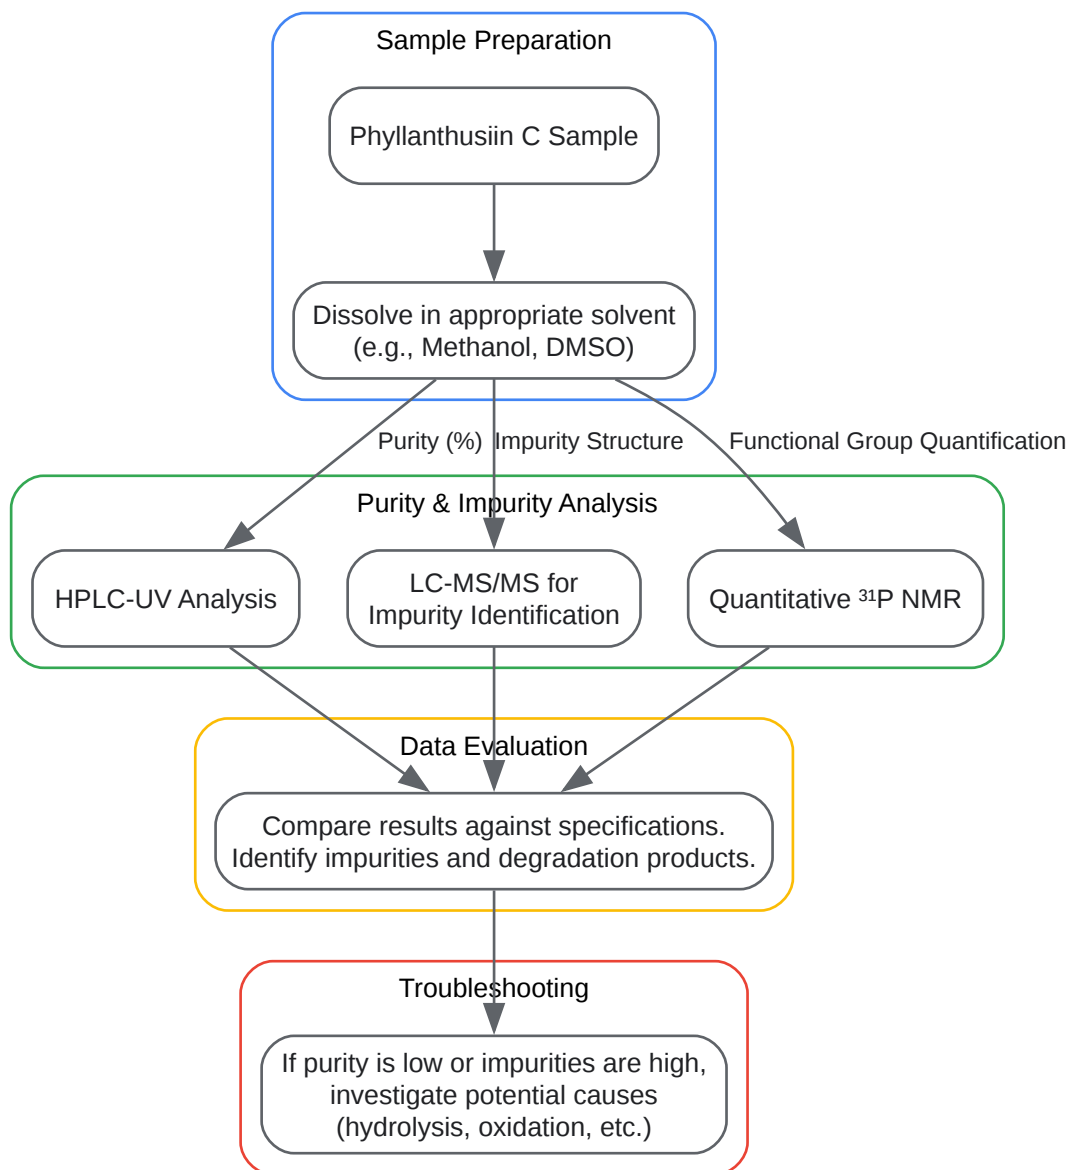 Sample Preparation
Phyllanthusiin C Sample
Dissolve in appropriate solvent
(e.g., Methanol, DMSO)
Purity (%)
Impurity Structure
Functional Group Quantification
Purity & Impurity Analysis
HPLC-UV Analysis
LC-MS/MS for
Impurity Identification
Quantitative ³¹P NMR
Data Evaluation
Compare results against specifications.
Identify impurities and degradation products.
Troubleshooting
If purity is low or impurities are high,
investigate potential causes
(hydrolysis, oxidation, etc.)